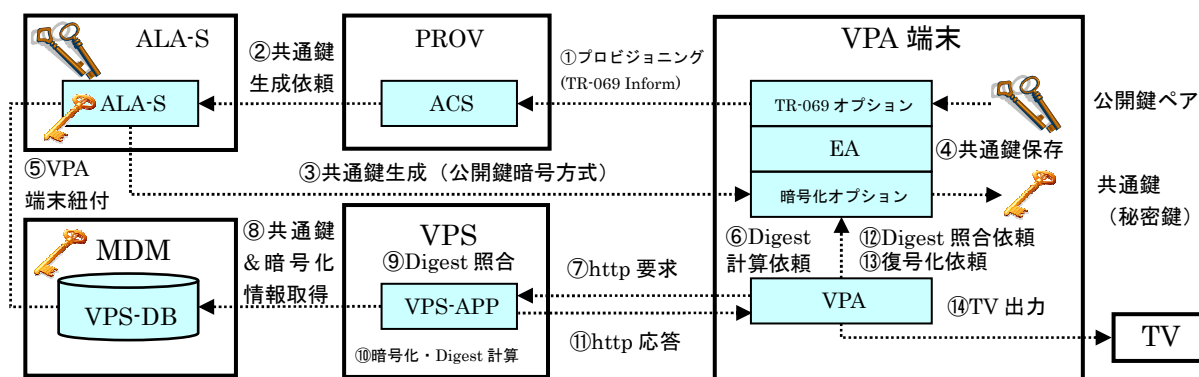 ALA-S
ALA-S
②共通鍵
生成依頼
PROV
ACS
①プロビジョニング
(TR-069 Inform)
VPA 端末
TR-069 オプション
EA
暗号化オプション
公開鍵ペア
④共通鍵保存
共通鍵
（秘密鍵）
③共通鍵生成（公開鍵暗号方式）
⑤VPA
端末紐付
MDM
VPS-DB
⑧共通鍵
&暗号化
情報取得
VPS
⑨Digest 照合
VPS-APP
⑩暗号化・Digest 計算
⑦http 要求
⑪http 応答
⑥Digest
計算依頼
⑫Digest 照合依頼
⑬復号化依頼
VPA
⑭TV 出力
TV